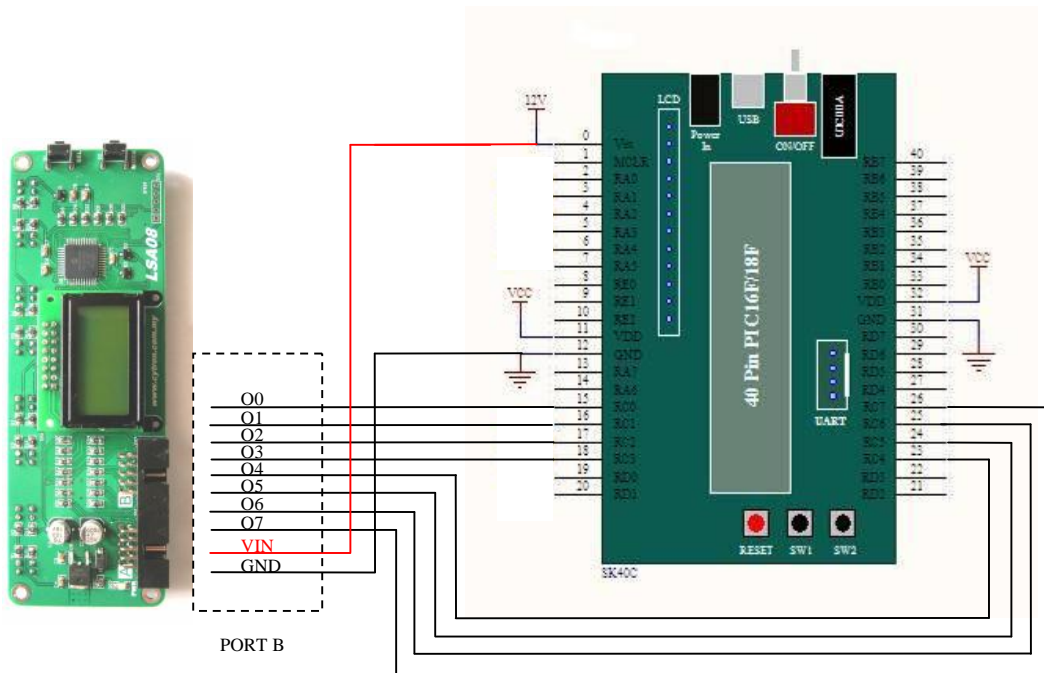 LSA08
www.cytron.com.my
B
A
O0
O1
O2
O3
O4
O5
O6
O7
VIN
GND
PORT B
12V
VCC
LCD
Power In
USB
ON/OFF
UIC00A
0 Vin
1 MCLR
2 RA0
3 RA1
4 RA2
5 RA3
6 RA4
7 RA5
8 RE0
9 RE1
10 RE2
11 VDD
12 GND
13 RA7
14 RA6
15 RC0
16 RC1
17 RC2
18 RC3
19 RD0
20 RD1
40 Pin PIC16F/18F
UART
RB7 40
RB6 39
RB5 38
RB4 37
RB3 36
RB2 35
RB1 34
RB0 33
VDD 32
GND 31
RD7 30
RD6 29
RD5 28
RD4 27
RC7 26
RC6 25
RC5 24
RC4 23
RD3 22
RD2 21
VCC
RESET
SW1
SW2
SK40C